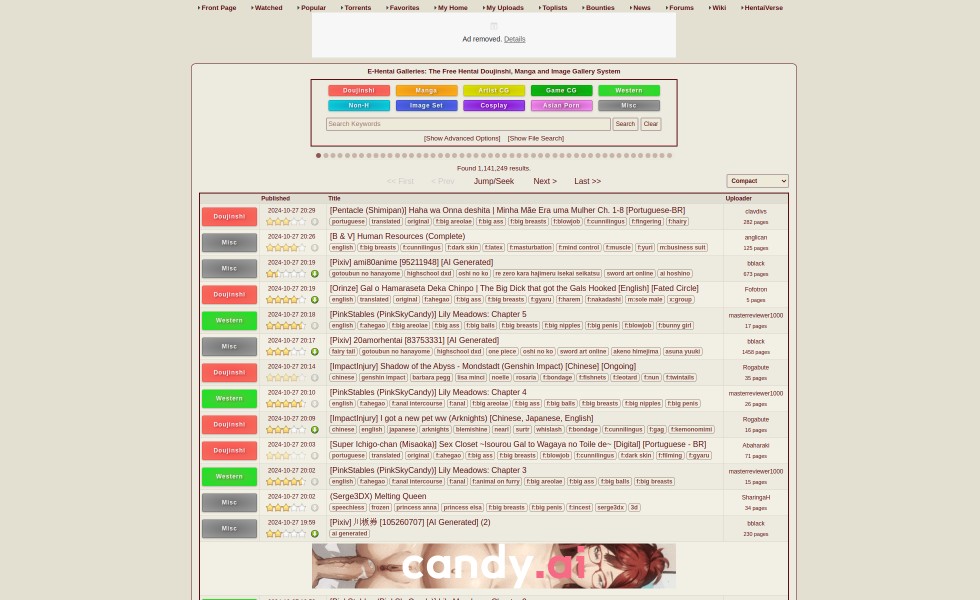 Front Page Watched Popular Torrents Favorites My Home My Uploads Toplists Bounties News Forums Wiki HentaiVerse
Ad removed. Details
E-Hentai Galleries: The Free Hentai Doujinshi, Manga and Image Gallery System
Doujinshi Manga Artist CG Game CG Western
Non-H Image Set Cosplay Asian Porn Misc
Search Keywords Search Clear
[Show Advanced Options] [Show File Search]
Found 1,141,249 results.
<< First < Prev Jump/Seek Next > Last >> Compact
Published Title Uploader
Doujinshi 2024-10-27 20:29 [Pentacle (Shimipan)] Haha wa Onna deshita | Minha Mãe Era uma Mulher Ch. 1-8 [Portuguese-BR] clavdivs
portuguese translated original f:big areolae f:big ass f:big breasts f:blowjob f:cunnilingus f:fingering f:hairy 262 pages
Misc 2024-10-27 20:26 [B & V] Human Resources (Complete) anglican
english f:big breasts f:cunnilingus f:dark skin f:latex f:masturbation f:mind control f:muscle f:yuri m:business suit 125 pages
Misc 2024-10-27 20:19 [Pixiv] ami80anime [95211948] [AI Generated] bblack
gotoubun no hanayome highschool dxd oshi no ko re zero kara hajimeru isekai seikatsu sword art online ai hoshino 673 pages
Doujinshi 2024-10-27 20:19 [Orinze] Gal o Hamaraseta Deka Chinpo | The Big Dick that got the Gals Hooked [English] [Fated Circle] Fofotron
english translated original f:ahegao f:big ass f:big breasts f:gyaru f:harem f:nakadashi m:sole male x:group 5 pages
Western 2024-10-27 20:18 [PinkStables (PinkSkyCandy)] Lily Meadows: Chapter 5 masterreviewer1000
english f:ahegao f:big areolae f:big ass f:big balls f:big breasts f:big nipples f:big penis f:blowjob f:bunny girl 17 pages
Misc 2024-10-27 20:17 [Pixiv] 20amorhentai [83753331] [AI Generated] bblack
fairy tail gotoubun no hanayome highschool dxd one piece oshi no ko sword art online akeno himejima asuna yuuki 1458 pages
Doujinshi 2024-10-27 20:14 [ImpactInjury] Shadow of the Abyss - Mondstadt (Genshin Impact) [Chinese] [Ongoing] Rogabute
chinese genshin impact barbara pegg lisa minci noelle rosaria f:bondage f:fishnets f:leotard f:nun f:twintails 35 pages
Western 2024-10-27 20:10 [PinkStables (PinkSkyCandy)] Lily Meadows: Chapter 4 masterreviewer1000
english f:ahegao f:anal intercourse f:anal f:big areolae f:big ass f:big balls f:big breasts f:big nipples f:big penis 26 pages
Doujinshi 2024-10-27 20:09 [ImpactInjury] I got a new pet ww (Arknights) [Chinese, Japanese, English] Rogabute
chinese english japanese arknights blemishine nearl surtr whislash f:bondage f:cunnilingus f:gag f:kemonomimi 16 pages
Doujinshi 2024-10-27 20:03 [Super Ichigo-chan (Misaoka)] Sex Closet ~Isourou Gal to Wagaya no Toile de~ [Digital] [Portuguese - BR] Abaharaki
portuguese translated original f:ahegao f:big ass f:big breasts f:blowjob f:cunnilingus f:dark skin f:filming f:gyaru 71 pages
Western 2024-10-27 20:02 [PinkStables (PinkSkyCandy)] Lily Meadows: Chapter 3 masterreviewer1000
english f:ahegao f:anal intercourse f:anal f:animal on furry f:big areolae f:big ass f:big balls f:big breasts 15 pages
Misc 2024-10-27 20:02 (Serge3DX) Melting Queen SharingaH
speechless frozen princess anna princess elsa f:big breasts f:big penis f:incest serge3dx 3d 34 pages
Misc 2024-10-27 19:59 [Pixiv] [105260707] [AI Generated] (2) bblack
ai generated 230 pages
candy.ai